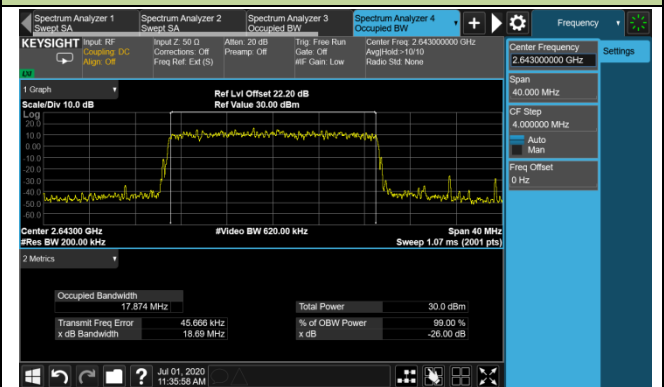 Spectrum Analyzer 1
Swept SA
Spectrum Analyzer 2
Swept SA
Spectrum Analyzer 3
Occupied BW
Spectrum Analyzer 4
Occupied BW
Frequency
KEYSIGHT
Input: RF
Coupling: DC
Align: Off
Input Z: 50 Ω
Corrections: Off
Freq Ref: Ext (S)
Atten: 20 dB
Preamp: Off
Trig: Free Run
Gate: Off
#IF Gain: Low
Center Freq: 2.643000000 GHz
Avg|Hold:>10/10
Radio Std: None
Center Frequency
2.643000000 GHz
Settings
Span
40.000 MHz
CF Step
4.000000 MHz
Auto
Man
Freq Offset
0 Hz
1 Graph
Scale/Div 10.0 dB
Ref Lvl Offset 22.20 dB
Ref Value 30.00 dBm
Log
20.0
10.0
0.00
-10.0
-20.0
-30.0
-40.0
-50.0
-60.0
Center 2.64300 GHz
#Video BW 620.00 kHz
Span 40 MHz
#Res BW 200.00 kHz
Sweep 1.07 ms (2001 pts)
2 Metrics
Occupied Bandwidth
17.874 MHz
Total Power 30.0 dBm
Transmit Freq Error 45.666 kHz
% of OBW Power 99.00 %
x dB Bandwidth 18.69 MHz
x dB -26.00 dB
Jul 01, 2020
11:35:58 AM